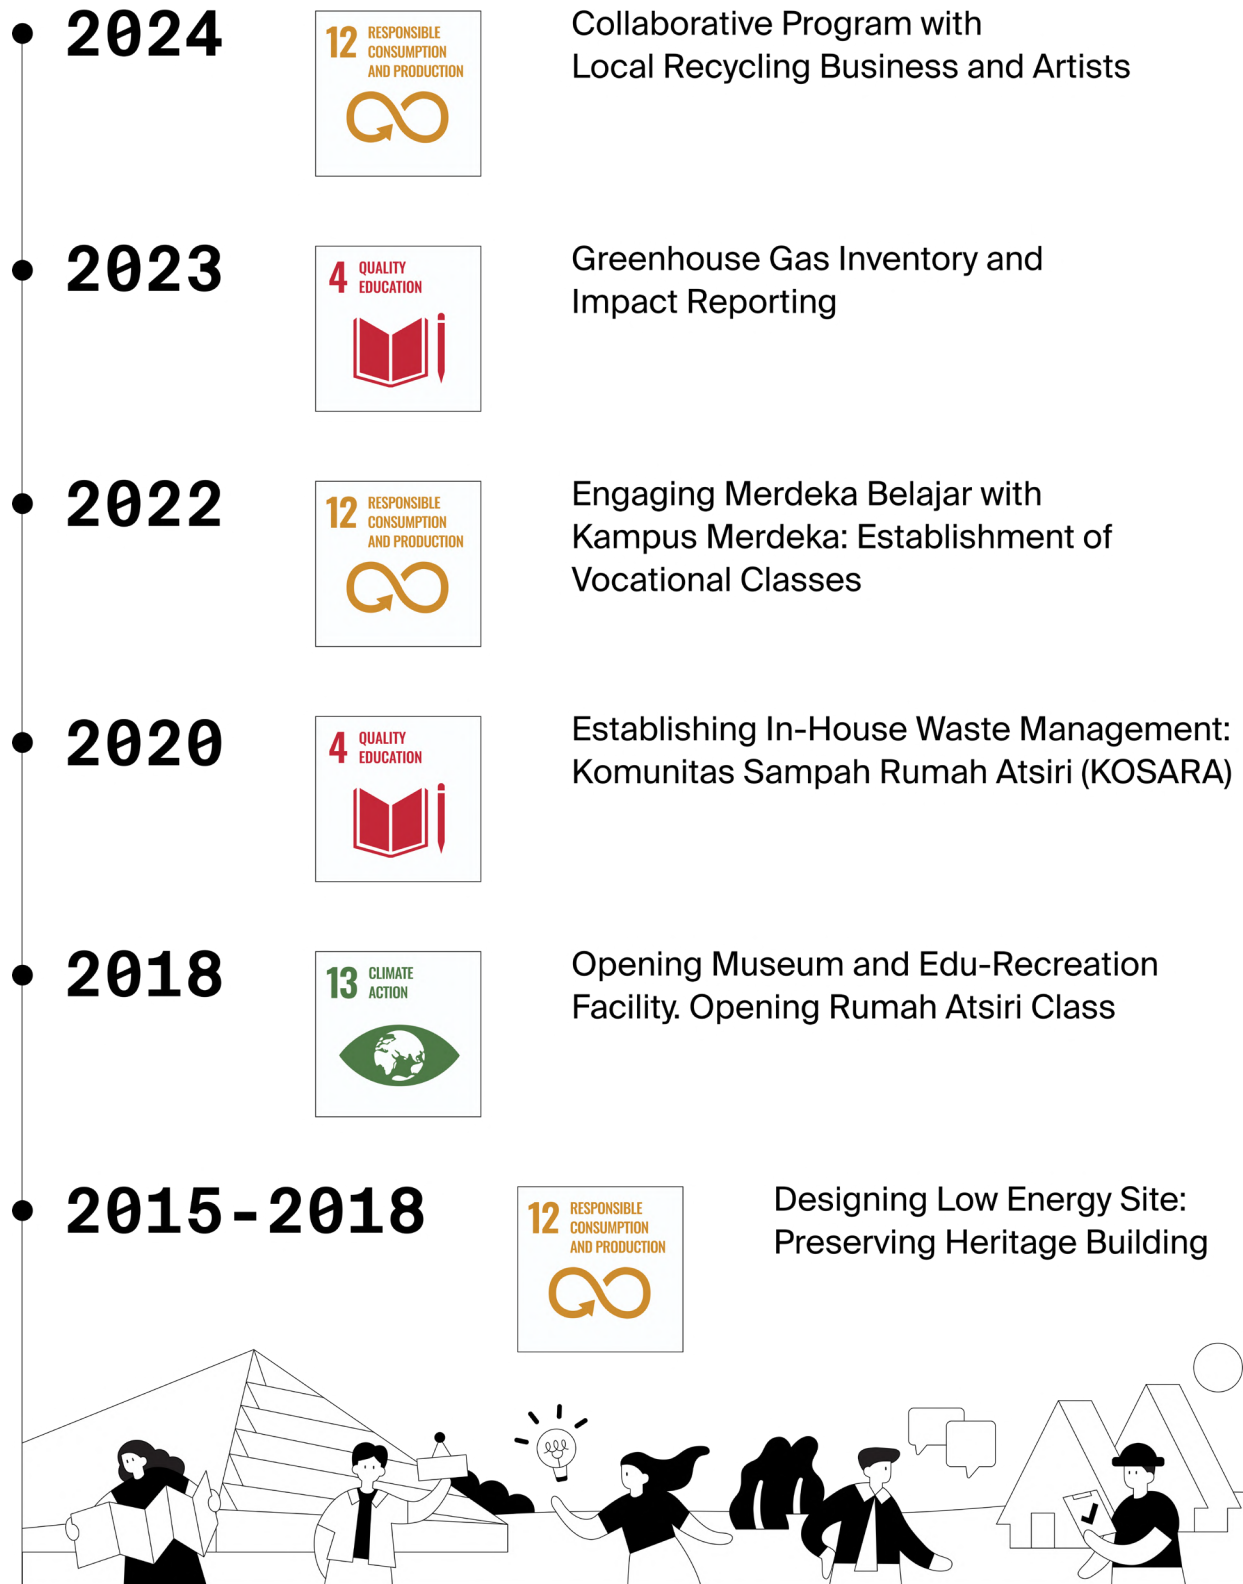 2024
12 RESPONSIBLE
CONSUMPTION
AND PRODUCTION
Collaborative Program with
Local Recycling Business and Artists
2023
4 QUALITY
EDUCATION
Greenhouse Gas Inventory and
Impact Reporting
2022
12 RESPONSIBLE
CONSUMPTION
AND PRODUCTION
Engaging Merdeka Belajar with
Kampus Merdeka: Establishment of
Vocational Classes
2020
4 QUALITY
EDUCATION
Establishing In-House Waste Management:
Komunitas Sampah Rumah Atsiri (KOSARA)
2018
13 CLIMATE
ACTION
Opening Museum and Edu-Recreation
Facility. Opening Rumah Atsiri Class
2015-2018
12 RESPONSIBLE
CONSUMPTION
AND PRODUCTION
Designing Low Energy Site:
Preserving Heritage Building